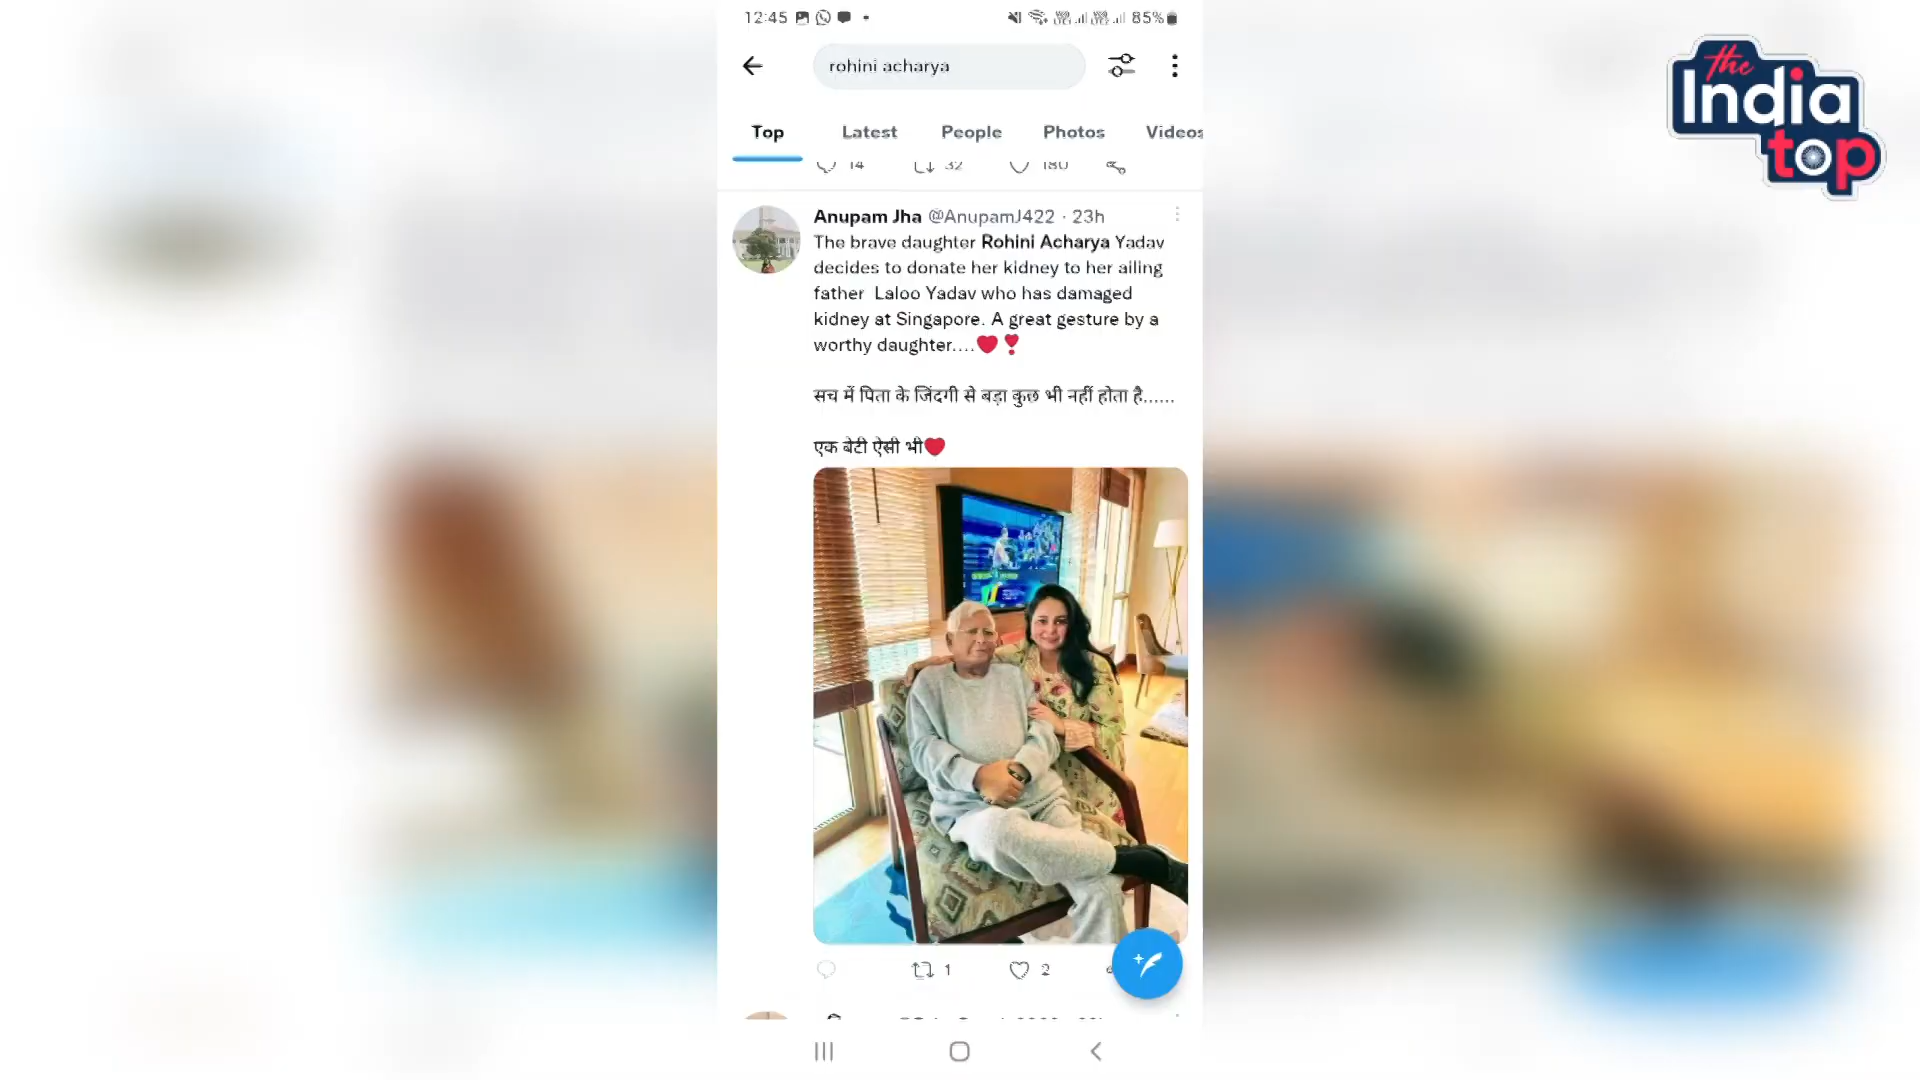 12:45
85%
rohini acharya
Top Latest People Photos Videos
14 32 180
Anupam Jha @AnupamJ422 · 23h
The brave daughter Rohini Acharya Yadav
decides to donate her kidney to her ailing
father Laloo Yadav who has damaged
kidney at Singapore. A great gesture by a
worthy daughter....❤️❣️
सच में पिता के जिंदगी से बड़ा कुछ भी नहीं होता है......
एक बेटी ऐसी भी❤️
1 2
the
India
top